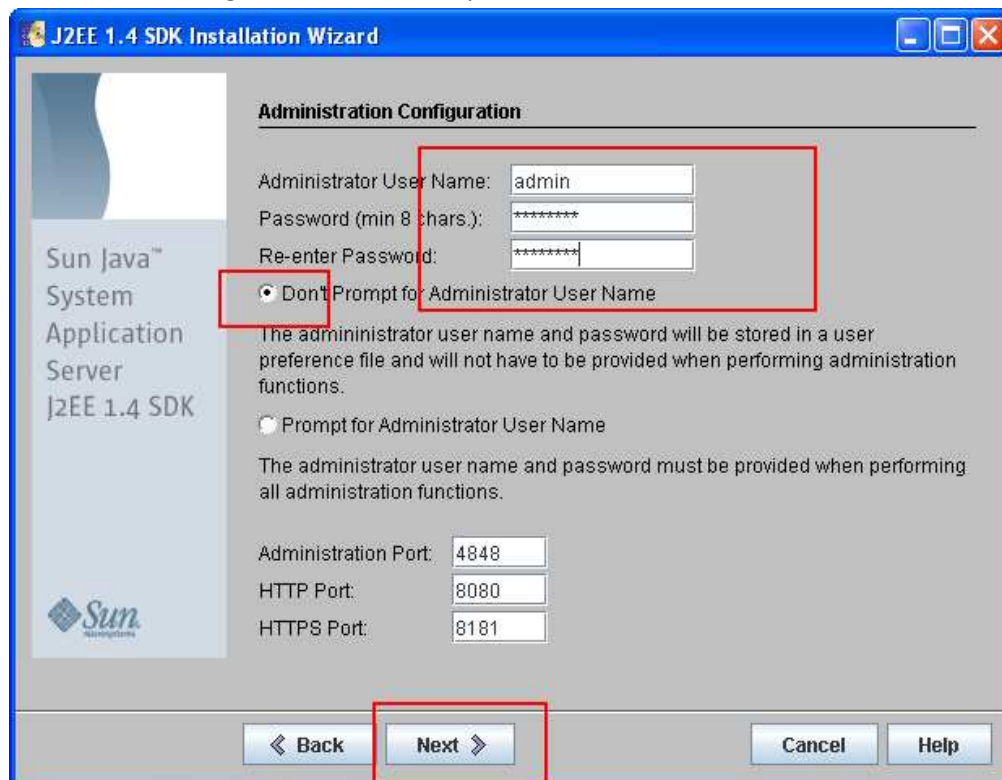 J2EE 1.4 SDK Installation Wizard
Administration Configuration
Administrator User Name: admin
Password (min 8 chars.): ********
Re-enter Password: ********
Don't Prompt for Administrator User Name
The admininistrator user name and password will be stored in a user
preference file and will not have to be provided when performing administration
functions.
Prompt for Administrator User Name
The administrator user name and password must be provided when performing
all administration functions.
Administration Port: 4848
HTTP Port: 8080
HTTPS Port: 8181
Sun Java™
System
Application
Server
J2EE 1.4 SDK
Sun
microsystems
Back Next Cancel Help